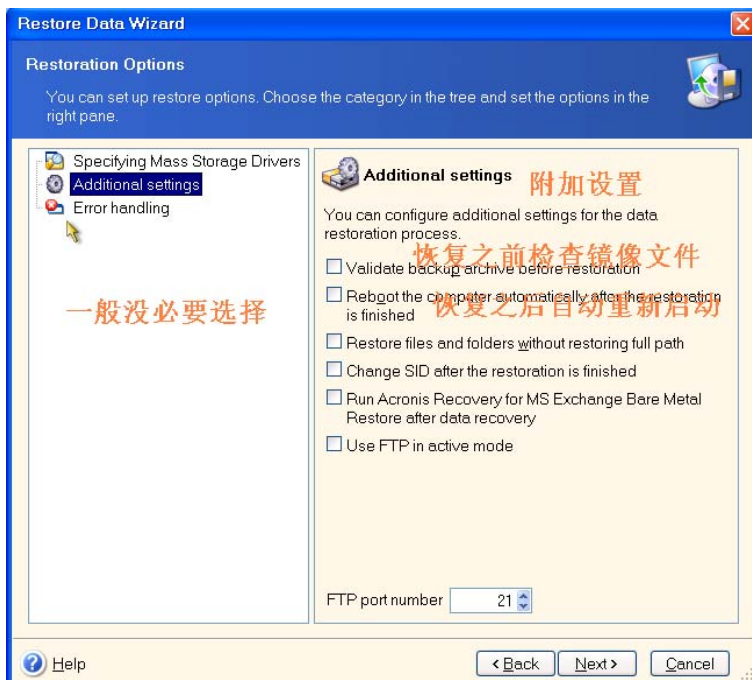 Restore Data Wizard
Restoration Options
You can set up restore options. Choose the category in the tree and set the options in the
right pane.
Specifying Mass Storage Drivers
Additional settings
Error handling
一般没必要选择
Additional settings
附加设置
You can configure additional settings for the data
restoration process.
恢复之前检查镜像文件
Validate backup archive before restoration
Reboot the computer automatically after the restoration
is finished
恢复之后自动重新启动
Restore files and folders without restoring full path
Change SID after the restoration is finished
Run Acronis Recovery for MS Exchange Bare Metal
Restore after data recovery
Use FTP in active mode
FTP port number 21
Help
< Back
Next >
Cancel